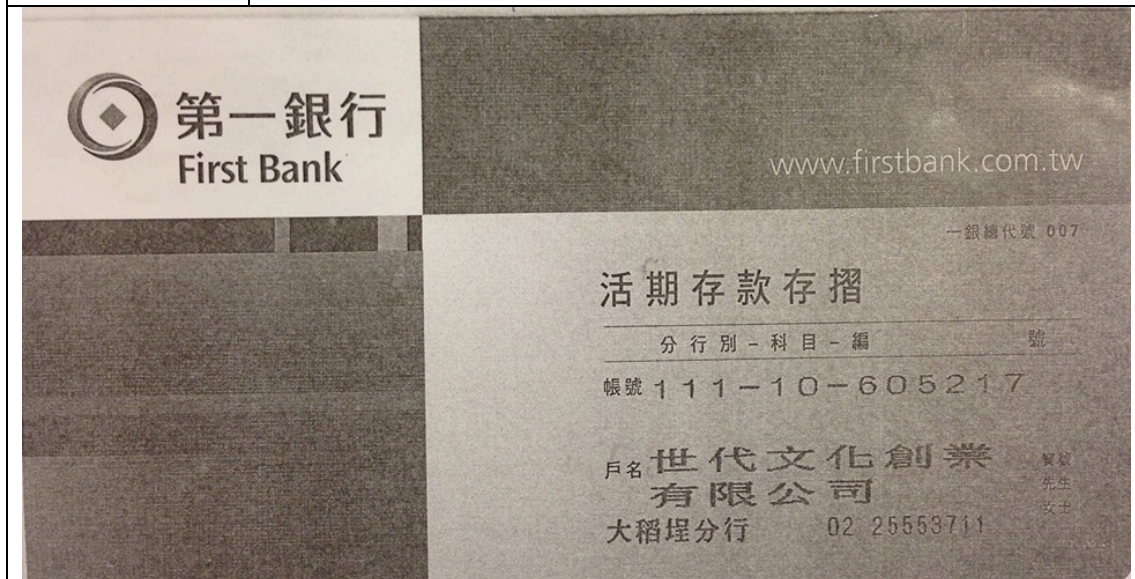 第一銀行
First Bank
www.firstbank.com.tw
一銀總代號 007
活期存款存摺
分行別-科目-編號
帳號 111-10-605217
戶名 世代文化創業
有限公司
寶號
先生
女士
大稻埕分行 02 25553711